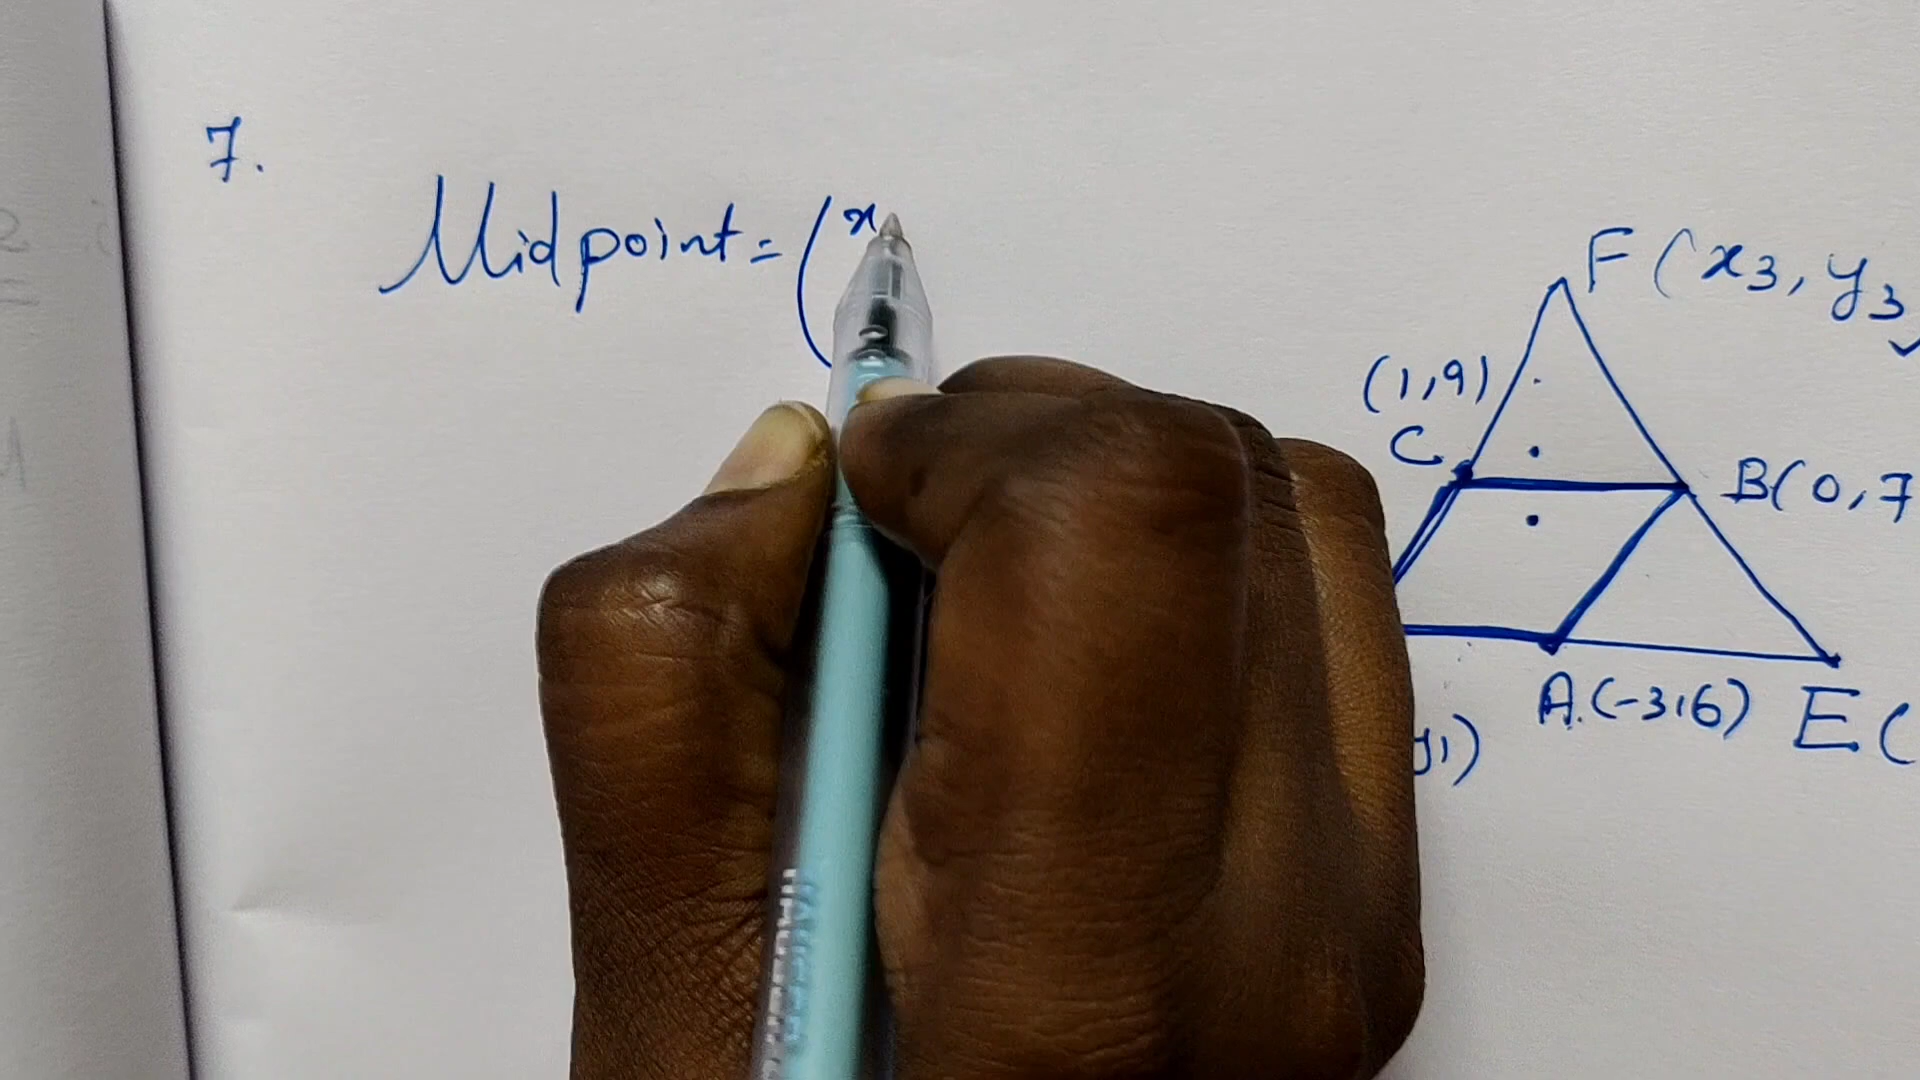 7.
Midpoint = (x
F (x3, y3
(1,9)
C
B(0,7
A.(-3,6)
E(
y1)